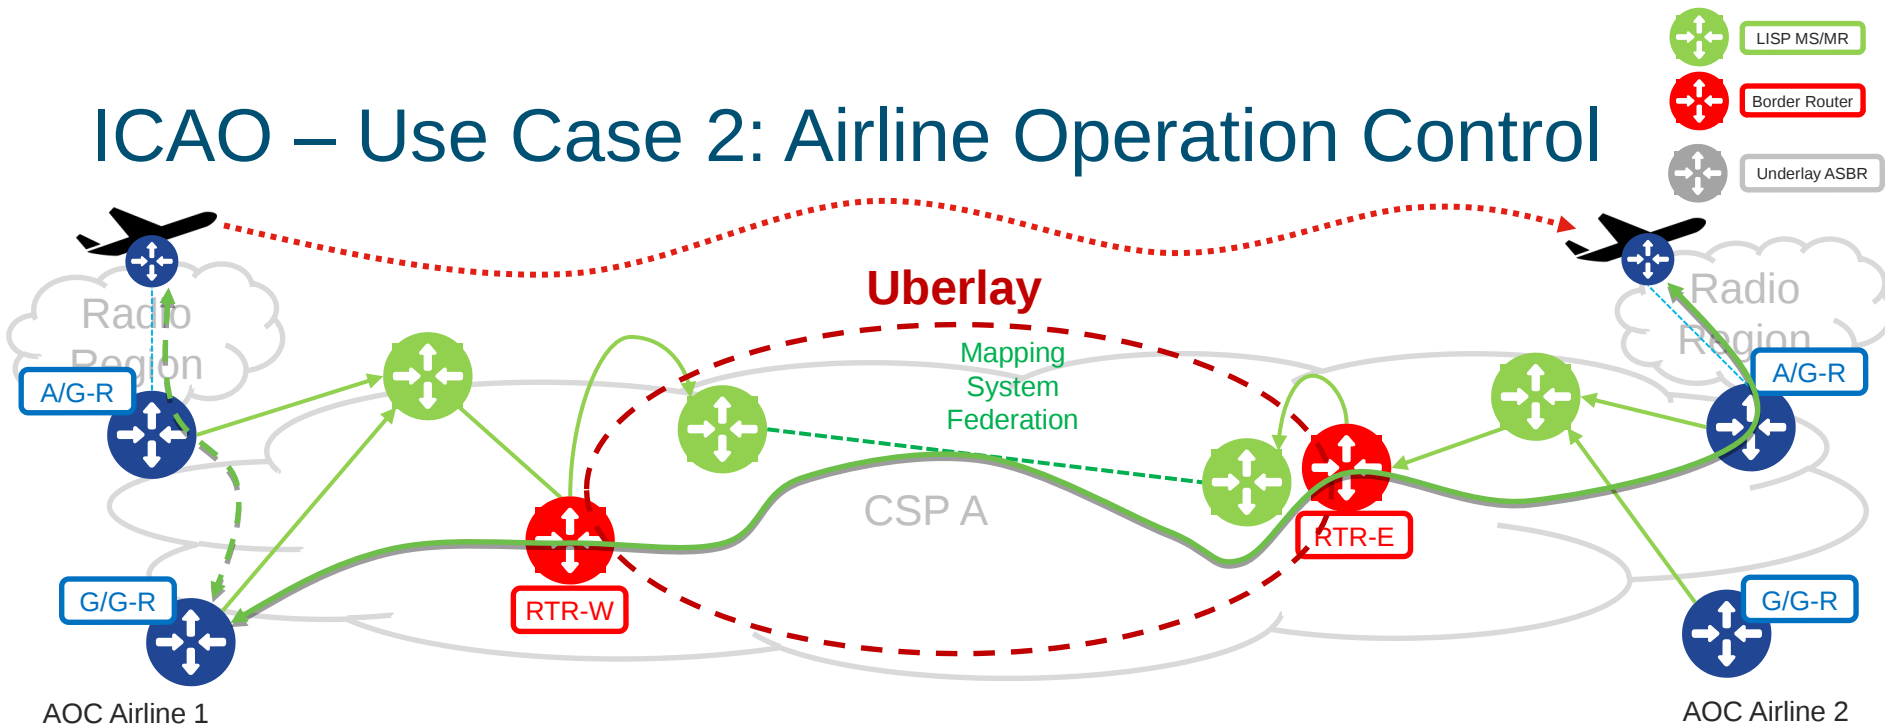 LISP MS/MR
Border Router
Underlay ASBR
ICAO – Use Case 2: Airline Operation Control
Uberlay
Radio
Region
Radio
Region
Mapping
System
Federation
A/G-R
A/G-R
CSP A
RTR-E
RTR-W
G/G-R
G/G-R
AOC Airline 1
AOC Airline 2